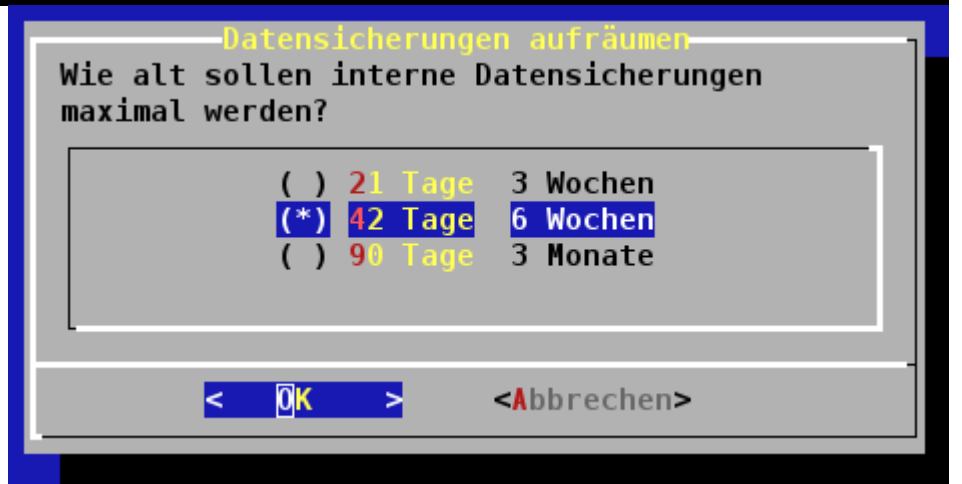 Datensicherungen aufräumen
Wie alt sollen interne Datensicherungen
maximal werden?
( ) 21 Tage 3 Wochen
(*) 42 Tage 6 Wochen
( ) 90 Tage 3 Monate
< OK > <Abbrechen>